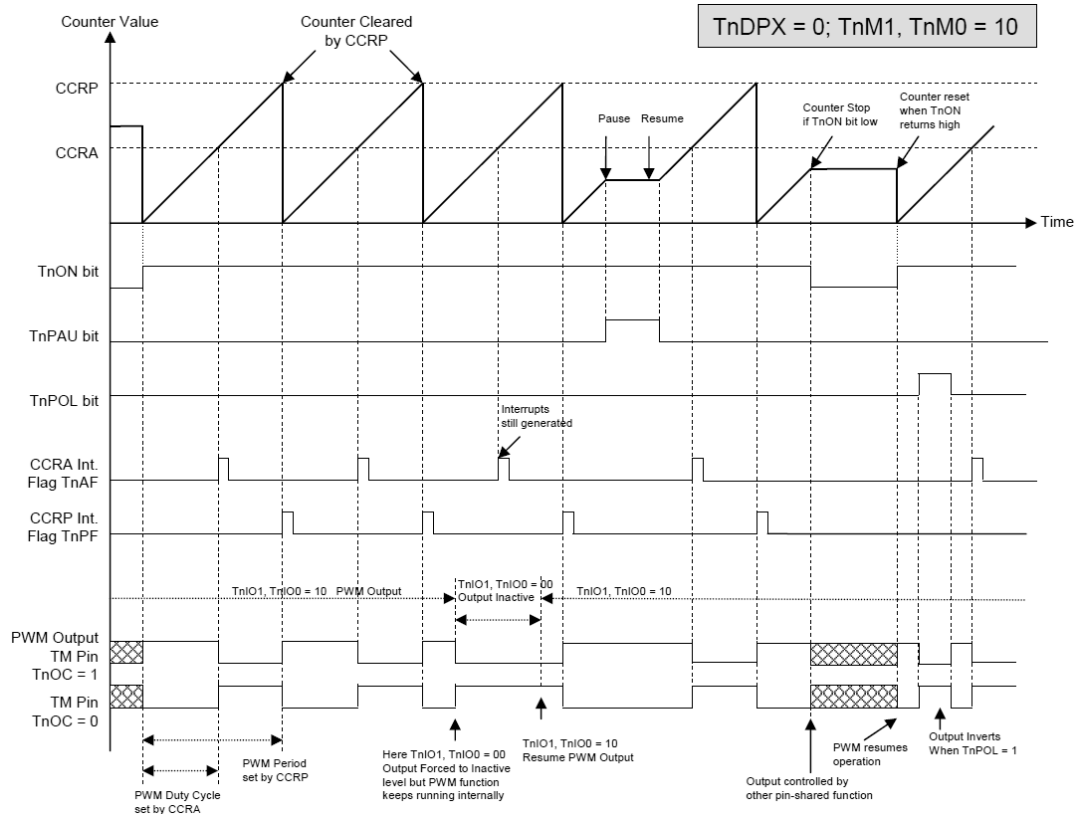 TnDPX = 0; TnM1, TnM0 = 10
Counter Value
Counter Cleared
by CCRP
CCRP
CCRA
Pause
Resume
Counter Stop
if TnON bit low
Counter reset
when TnON
returns high
Time
TnON bit
TnPAU bit
TnPOL bit
Interrupts
still generated
CCRA Int.
Flag TnAF
CCRP Int.
Flag TnPF
TnIO1, TnIO0 = 10 PWM Output
TnIO1, TnIO0 = 00
Output Inactive
TnIO1, TnIO0 = 10
PWM Output
TM Pin
TnOC = 1
TM Pin
TnOC = 0
PWM Period
set by CCRP
PWM Duty Cycle
set by CCRA
Here TnIO1, TnIO0 = 00
Output Forced to Inactive
level but PWM function
keeps running internally
TnIO1, TnIO0 = 10
Resume PWM Output
Output controlled by
other pin-shared function
PWM resumes
operation
Output Inverts
When TnPOL = 1